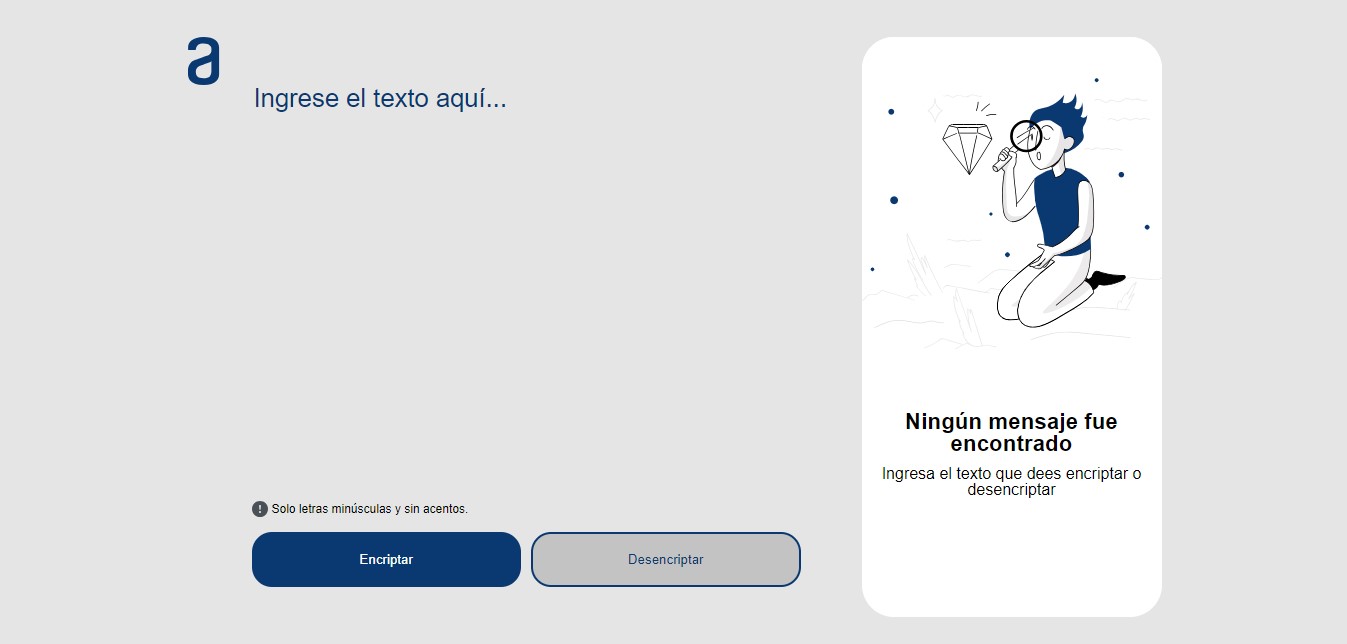 a
Ingrese el texto aquí...
Solo letras minúsculas y sin acentos.
Encriptar
Desencriptar
Ningún mensaje fue
encontrado
Ingresa el texto que dees encriptar o
desencriptar